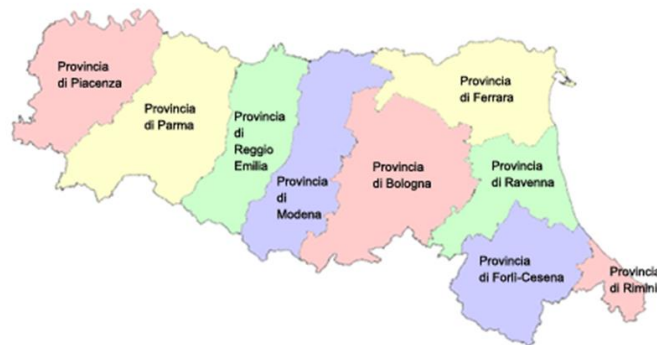 Provincia
di Piacenza
Provincia
di Parma
Provincia
di
Reggio
Emilia
Provincia
di
Modena
Provincia
di Bologna
Provincia
di Ferrara
Provincia
di Ravenna
Provincia
di Forlì-Cesena
Provincia
di Rimini